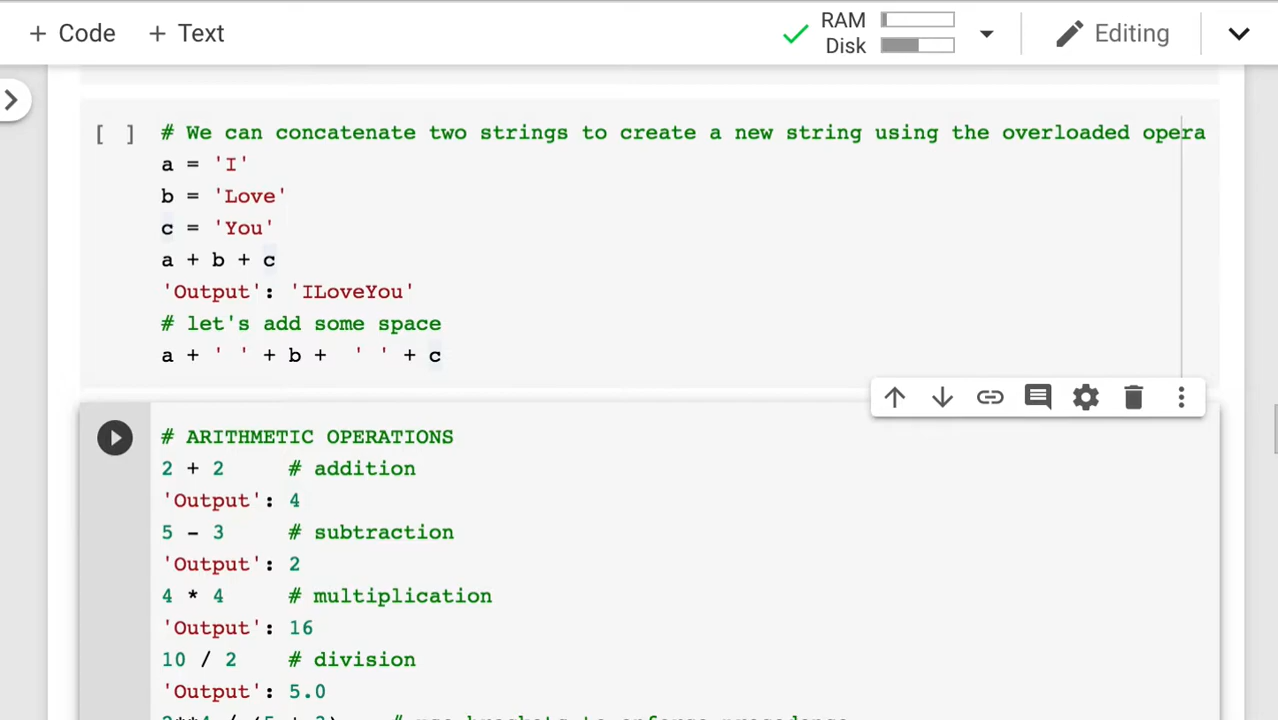 + Code + Text
RAM
Disk
Editing
[ ] # We can concatenate two strings to create a new string using the overloaded opera
a = 'I'
b = 'Love'
c = 'You'
a + b + c
'Output': 'ILoveYou'
# let's add some space
a + ' ' + b + ' ' + c
# ARITHMETIC OPERATIONS
2 + 2 # addition
'Output': 4
5 - 3 # subtraction
'Output': 2
4 * 4 # multiplication
'Output': 16
10 / 2 # division
'Output': 5.0